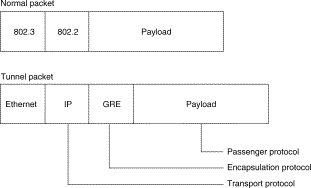 Normal packet
802.3 802.2 Payload
Tunnel packet
Ethernet IP GRE Payload
Passenger protocol
Encapsulation protocol
Transport protocol